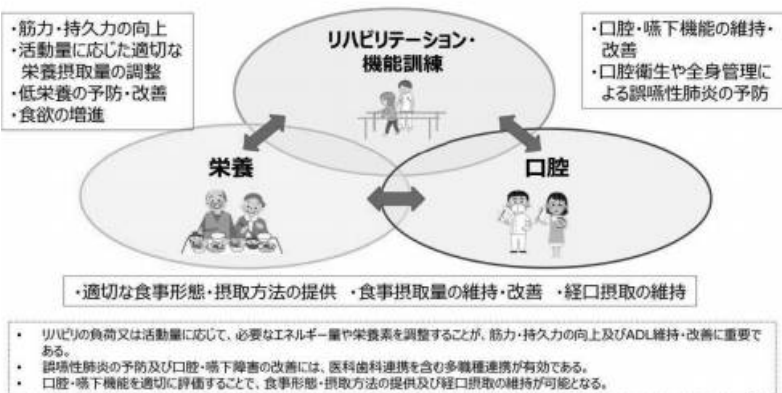 ・筋力・持久力の向上
・活動量に応じた適切な
栄養摂取量の調整
・低栄養の予防・改善
・食欲の増進
リハビリテーション・
機能訓練
・口腔・嚥下機能の維持・
改善
・口腔衛生や全身管理に
よる誤嚥性肺炎の予防
栄養
口腔
・適切な食事形態・摂取方法の提供 ・食事摂取量の維持・改善 ・経口摂取の維持
• リハビリの負荷又は活動量に応じて、必要なエネルギー量や栄養素を調整することが、筋力・持久力の向上及びADL維持・改善に重要で
ある。
• 誤嚥性肺炎の予防及び口腔・嚥下障害の改善には、医科歯科連携を含む多職種連携が有効である。
• 口腔・嚥下機能を適切に評価することで、食事形態・摂取方法の提供及び経口摂取の維持が可能となる。